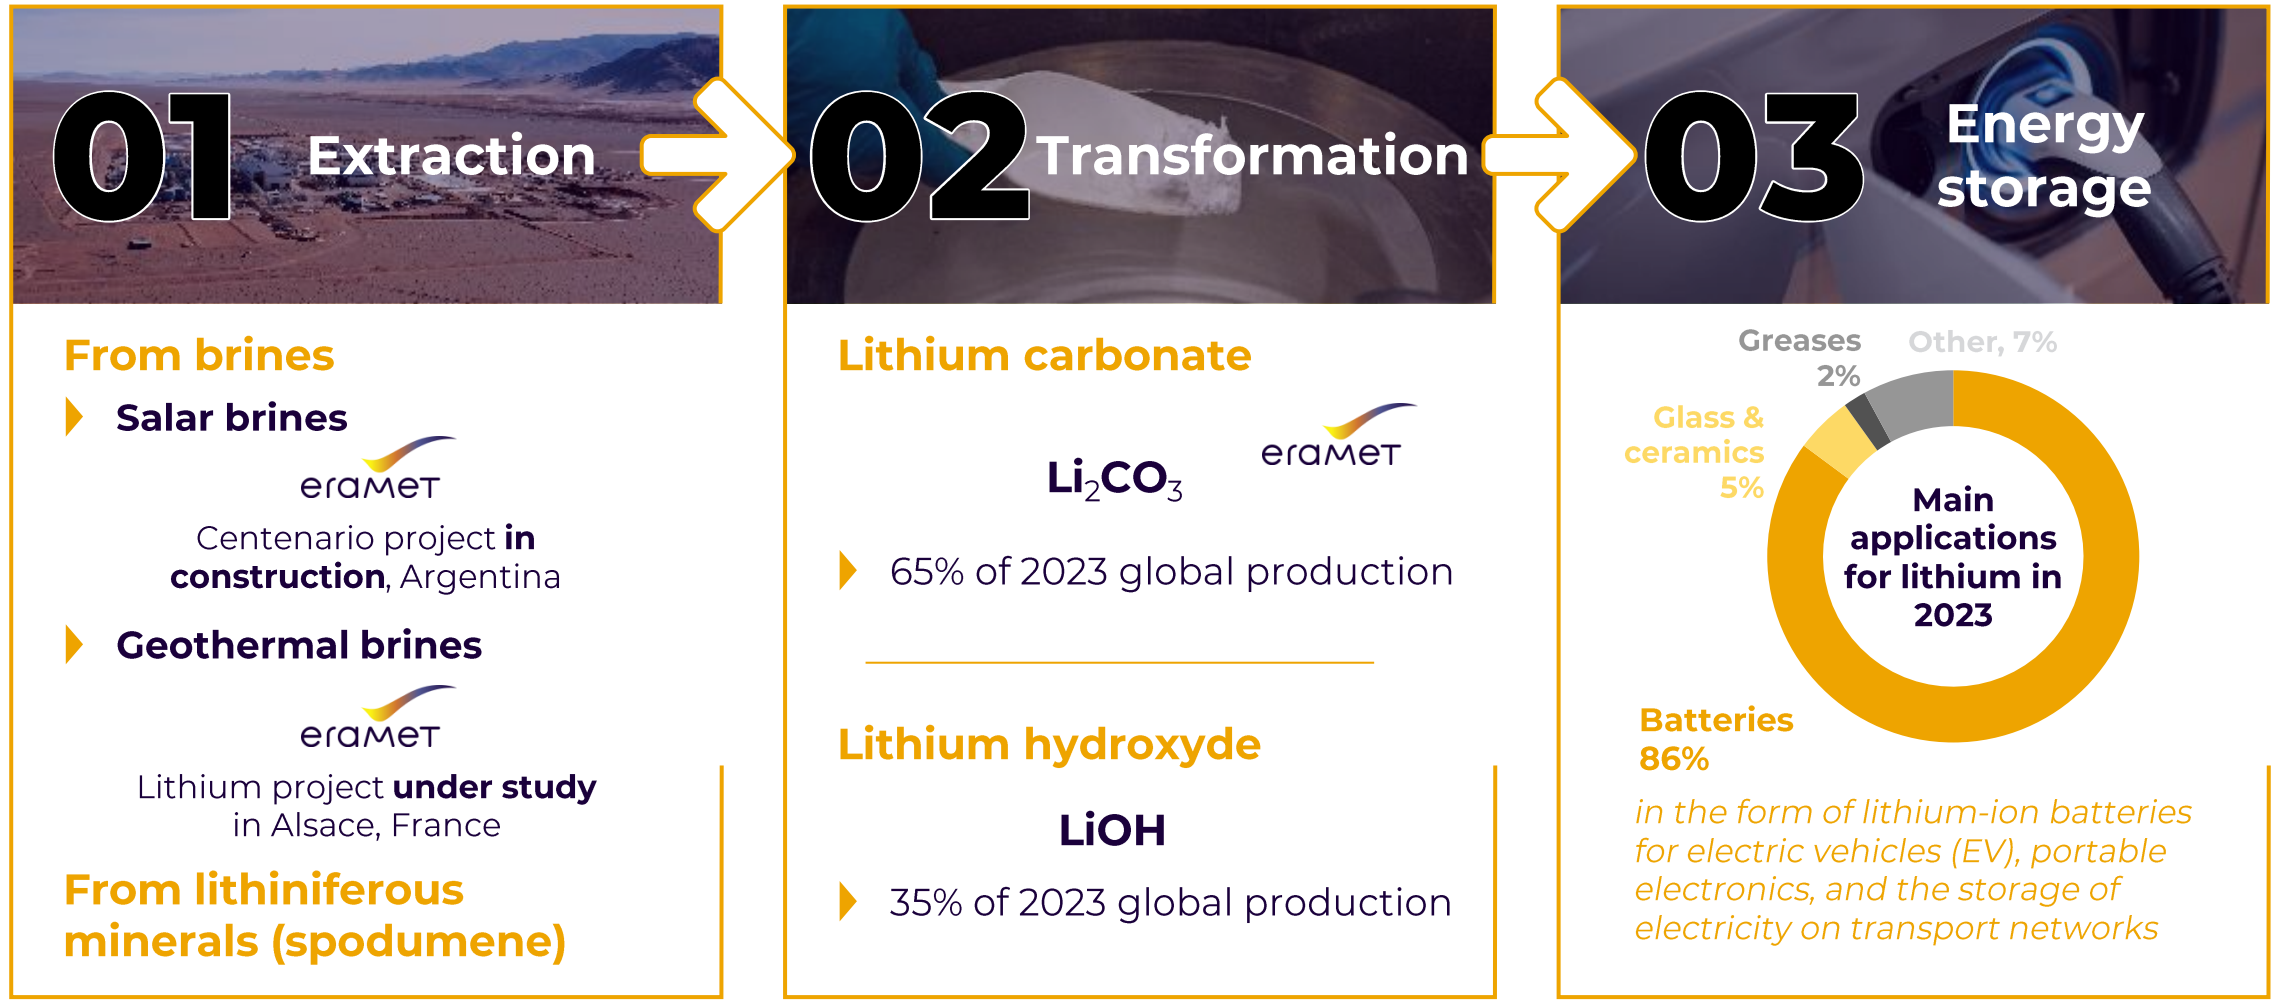 01
Extraction
From brines
Salar brines
eramet
Centenario project in
construction, Argentina
Geothermal brines
eramet
Lithium project under study
in Alsace, France
From lithiniferous
minerals (spodumene)
02
Transformation
Lithium carbonate
eramet
Li₂CO₃
65% of 2023 global production
Lithium hydroxyde
LiOH
35% of 2023 global production
03
Energy
storage
Greases
2%
Other, 7%
Glass &
ceramics
5%
Main
applications
for lithium in
2023
Batteries
86%
in the form of lithium-ion batteries
for electric vehicles (EV), portable
electronics, and the storage of
electricity on transport networks